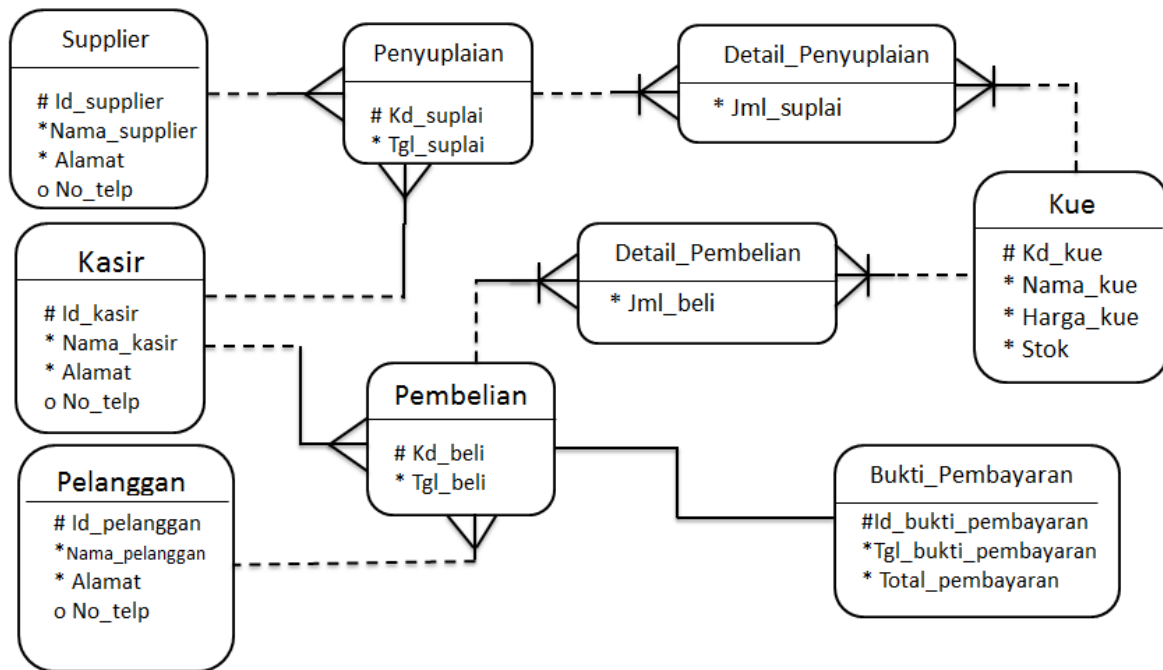 Supplier
# Id_supplier
*Nama_supplier
* Alamat
o No_telp
Penyuplaian
# Kd_suplai
* Tgl_suplai
Detail_Penyuplaian
* Jml_suplai
Kue
# Kd_kue
* Nama_kue
* Harga_kue
* Stok
Kasir
# Id_kasir
* Nama_kasir
* Alamat
o No_telp
Detail_Pembelian
* Jml_beli
Pembelian
# Kd_beli
* Tgl_beli
Pelanggan
# Id_pelanggan
*Nama_pelanggan
* Alamat
o No_telp
Bukti_Pembayaran
#Id_bukti_pembayaran
*Tgl_bukti_pembayaran
* Total_pembayaran